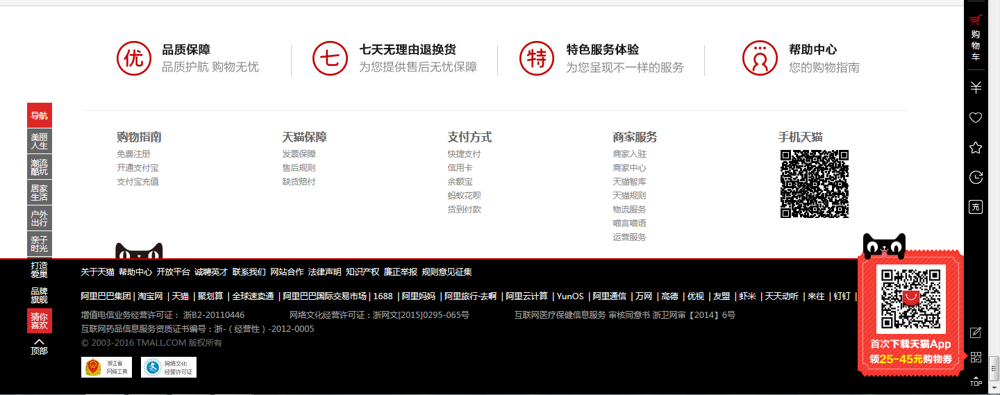 优 品质保障
品质护航 购物无忧
七 七天无理由退换货
为您提供售后无忧保障
特 特色服务体验
为您呈现不一样的服务
帮助中心
您的购物指南
购物指南
免费注册
开通支付宝
支付宝充值
天猫保障
发票保障
售后规则
缺货赔付
支付方式
快捷支付
信用卡
余额宝
蚂蚁花呗
货到付款
商家服务
商家入驻
商家中心
天猫智库
天猫规则
物流服务
喵言喵语
运营服务
手机天猫
导航
美丽
人生
潮流
酷玩
居家
生活
户外
出行
亲子
时光
打造
爱巢
品牌
旗舰
猜你
喜欢
顶部
关于天猫 帮助中心 开放平台 诚聘英才 联系我们 网站合作 法律声明 知识产权 廉正举报 规则意见征集
阿里巴巴集团 | 淘宝网 | 天猫 | 聚划算 | 全球速卖通 | 阿里巴巴国际交易市场 | 1688 | 阿里妈妈 | 阿里旅行·去啊 | 阿里云计算 | YunOS | 阿里通信 | 万网 | 高德 | 优视 | 友盟 | 虾米 | 天天动听 | 来往 | 钉钉 |
增值电信业务经营许可证： 浙B2-20110446 网络文化经营许可证：浙网文[2015]0295-065号 互联网医疗保健信息服务 审核同意书 浙卫网审【2014】6号
互联网药品信息服务资质证书编号：浙-（经营性）-2012-0005
© 2003-2016 TMALL.COM 版权所有
浙江省
网络工商
网络文化
经营许可证
首次下载天猫App
领25-45元购物券
购
物
车
充
TOP